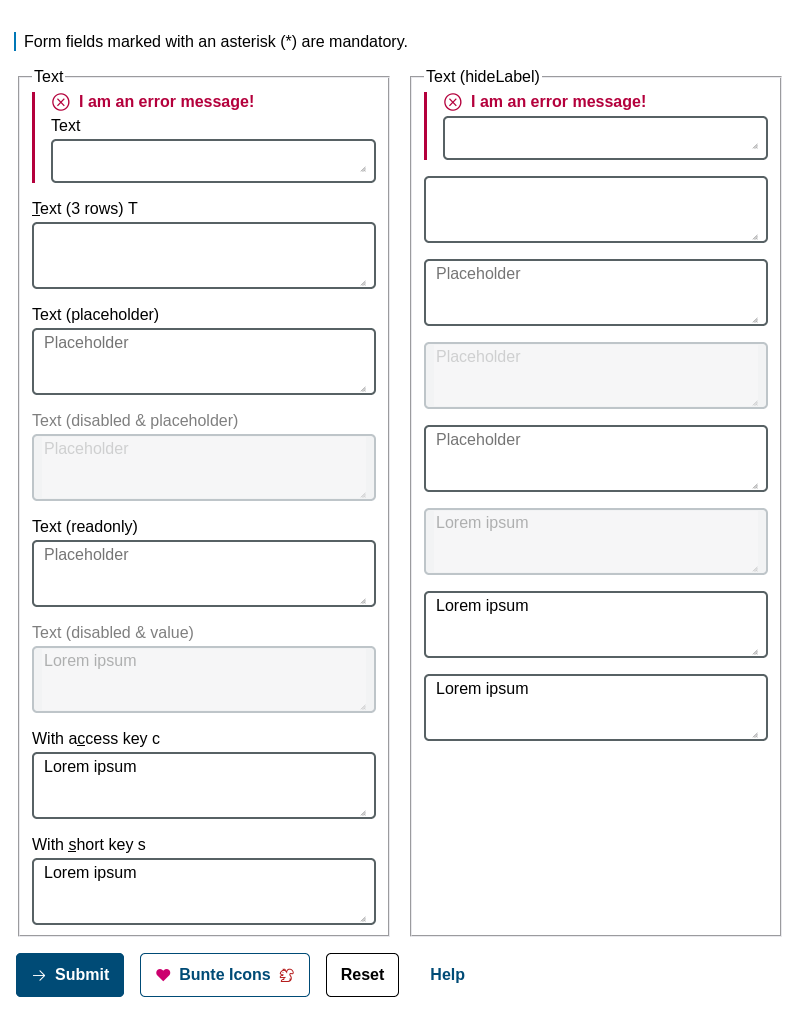 Form fields marked with an asterisk (*) are mandatory.
Text
I am an error message!
Text
Text (3 rows) T
Text (placeholder)
Placeholder
Text (disabled & placeholder)
Placeholder
Text (readonly)
Placeholder
Text (disabled & value)
Lorem ipsum
With access key c
Lorem ipsum
With short key s
Lorem ipsum
Text (hideLabel)
I am an error message!
Placeholder
Placeholder
Placeholder
Lorem ipsum
Lorem ipsum
Lorem ipsum
Submit
Bunte Icons
Reset
Help